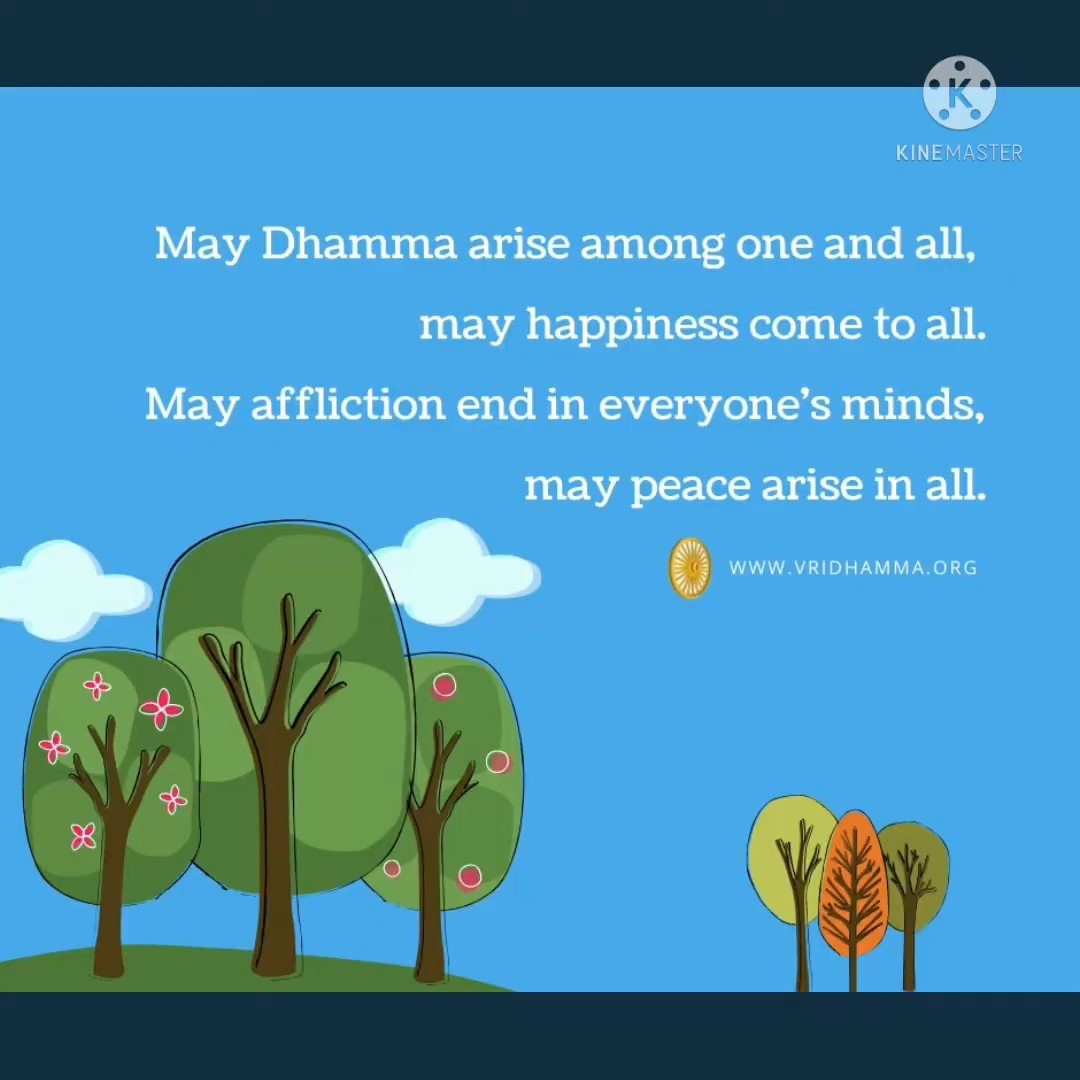 K
KINEMASTER
May Dhamma arise among one and all,
may happiness come to all.
May affliction end in everyone’s minds,
may peace arise in all.
WWW.VRIDHAMMA.ORG